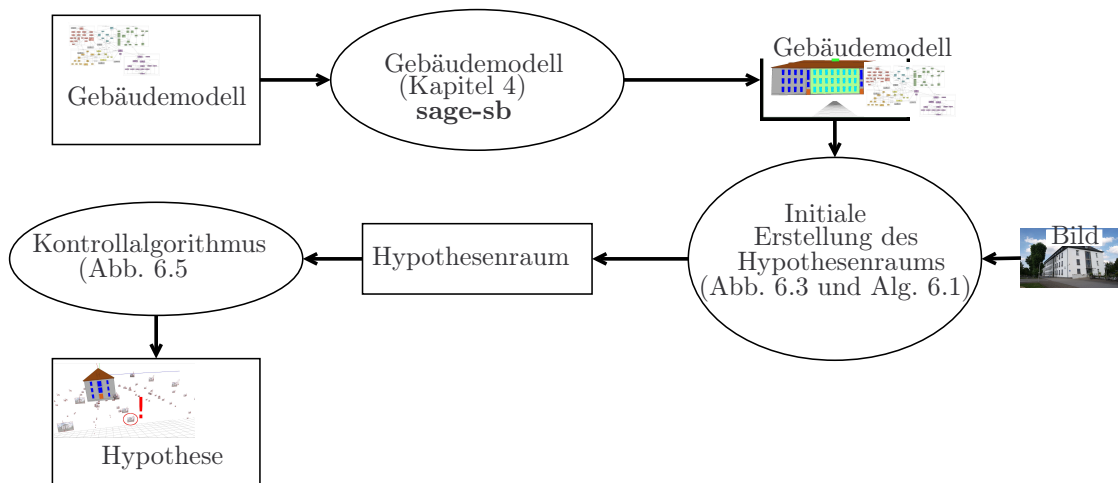 Gebäudemodell
Gebäudemodell
(Kapitel 4)
sage-sb
Gebäudemodell
Initiale
Erstellung des
Hypothesenraums
(Abb. 6.3 und Alg. 6.1)
Bild
Hypothesenraum
Kontrollalgorithmus
(Abb. 6.5
!
Hypothese